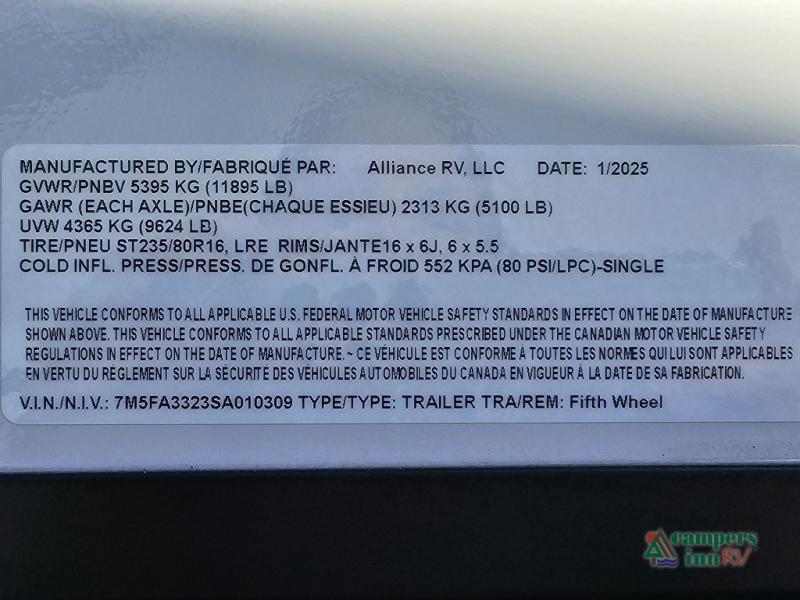 MANUFACTURED BY/FABRIQUÉ PAR: Alliance RV, LLC DATE: 1/2025
GVWR/PNBV 5395 KG (11895 LB)
GAWR (EACH AXLE)/PNBE(CHAQUE ESSIEU) 2313 KG (5100 LB)
UVW 4365 KG (9624 LB)
TIRE/PNEU ST235/80R16, LRE RIMS/JANTE16 x 6J, 6 x 5.5
COLD INFL. PRESS/PRESS. DE GONFL. À FROID 552 KPA (80 PSI/LPC)-SINGLE
THIS VEHICLE CONFORMS TO ALL APPLICABLE U.S. FEDERAL MOTOR VEHICLE SAFETY STANDARDS IN EFFECT ON THE DATE OF MANUFACTURE
SHOWN ABOVE. THIS VEHICLE CONFORMS TO ALL APPLICABLE STANDARDS PRESCRIBED UNDER THE CANADIAN MOTOR VEHICLE SAFETY
REGULATIONS IN EFFECT ON THE DATE OF MANUFACTURE. ~ CE VÉHICULE EST CONFORME À TOUTES LES NORMES QUI LUI SONT APPLICABLES
EN VERTU DU RÈGLEMENT SUR LA SÉCURITÉ DES VÉHICULES AUTOMOBILES DU CANADA EN VIGUEUR À LA DATE DE SA FABRICATION.
V.I.N./N.I.V.: 7M5FA3323SA010309 TYPE/TYPE: TRAILER TRA/REM: Fifth Wheel
campers
inn RV